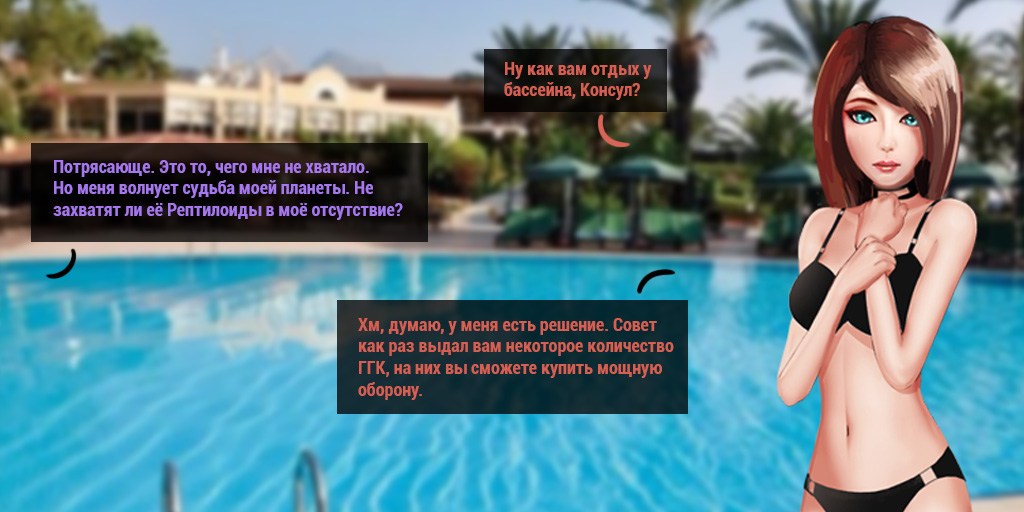 Ну как вам отдых у
бассейна, Консул?
Потрясающе. Это то, чего мне не хватало.
Но меня волнует судьба моей планеты. Не
захватят ли её Рептилоиды в моё отсутствие?
Хм, думаю, у меня есть решение. Совет
как раз выдал вам некоторое количество
ГГК, на них вы сможете купить мощную
оборону.